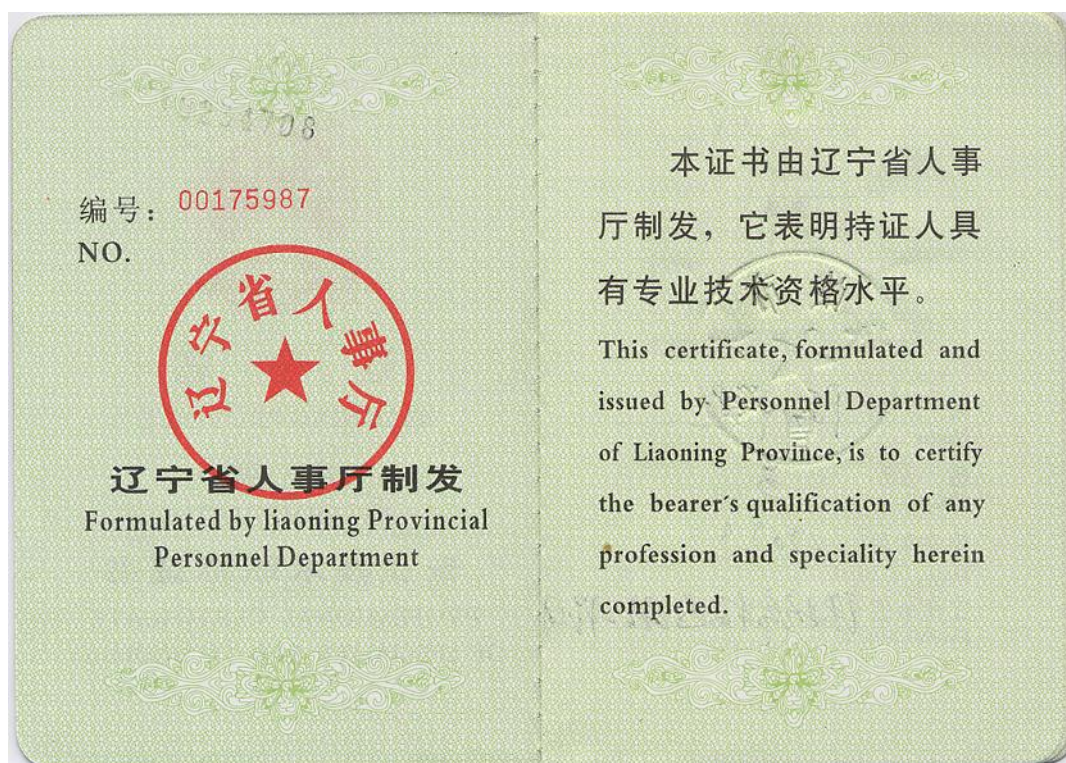 编号：00175987
NO.
辽宁省人事厅
辽宁省人事厅制发
Formulated by liaoning Provincial
Personnel Department
本证书由辽宁省人事
厅制发，它表明持证人具
有专业技术资格水平。
This certificate, formulated and
issued by Personnel Department
of Liaoning Province, is to certify
the bearer's qualification of any
profession and speciality herein
completed.